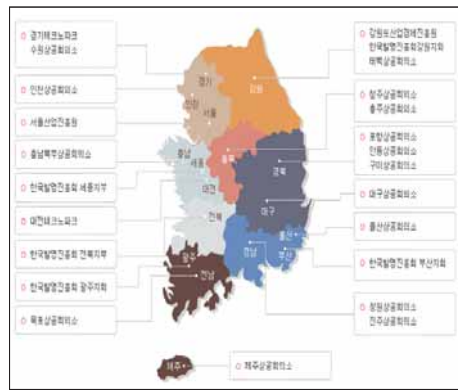 경기테크노파크
수원상공회의소
인천상공회의소
서울산업진흥원
충남북부상공회의소
한국발명진흥회 세종지부
대전테크노파크
한국발명진흥회 전북지부
한국발명진흥회 광주지회
목포상공회의소
경기
인천
서울
강원
충남
세종
충북
대전
경북
전북
대구
울산
경남
부산
광주
전남
제주
한국발명진흥회강원지회
태백상공회의소
청주상공회의소
충주상공회의소
포항상공회의소
안동상공회의소
구미상공회의소
대구상공회의소
울산상공회의소
한국발명진흥회 부산지회
창원상공회의소
진주상공회의소
제주상공회의소